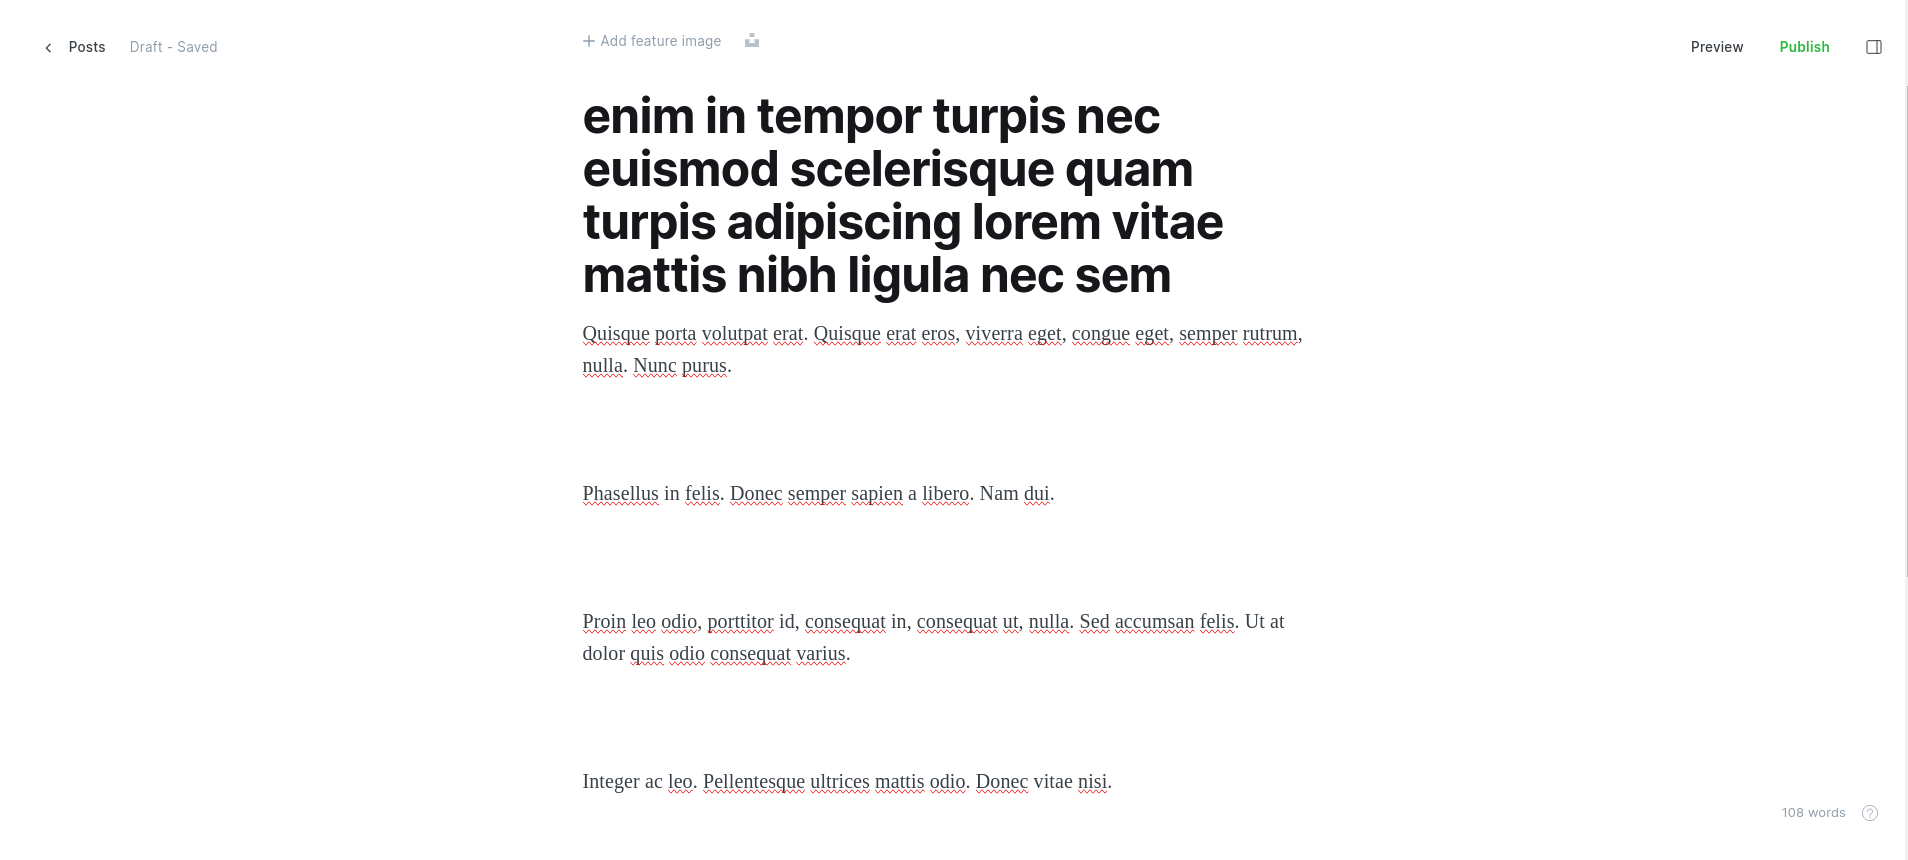 Posts
Draft - Saved
Add feature image
Preview
Publish
enim in tempor turpis nec
euismod scelerisque quam
turpis adipiscing lorem vitae
mattis nibh ligula nec sem
Quisque porta volutpat erat. Quisque erat eros, viverra eget, congue eget, semper rutrum,
nulla. Nunc purus.
Phasellus in felis. Donec semper sapien a libero. Nam dui.
Proin leo odio, porttitor id, consequat in, consequat ut, nulla. Sed accumsan felis. Ut at
dolor quis odio consequat varius.
Integer ac leo. Pellentesque ultrices mattis odio. Donec vitae nisi.
108 words
?